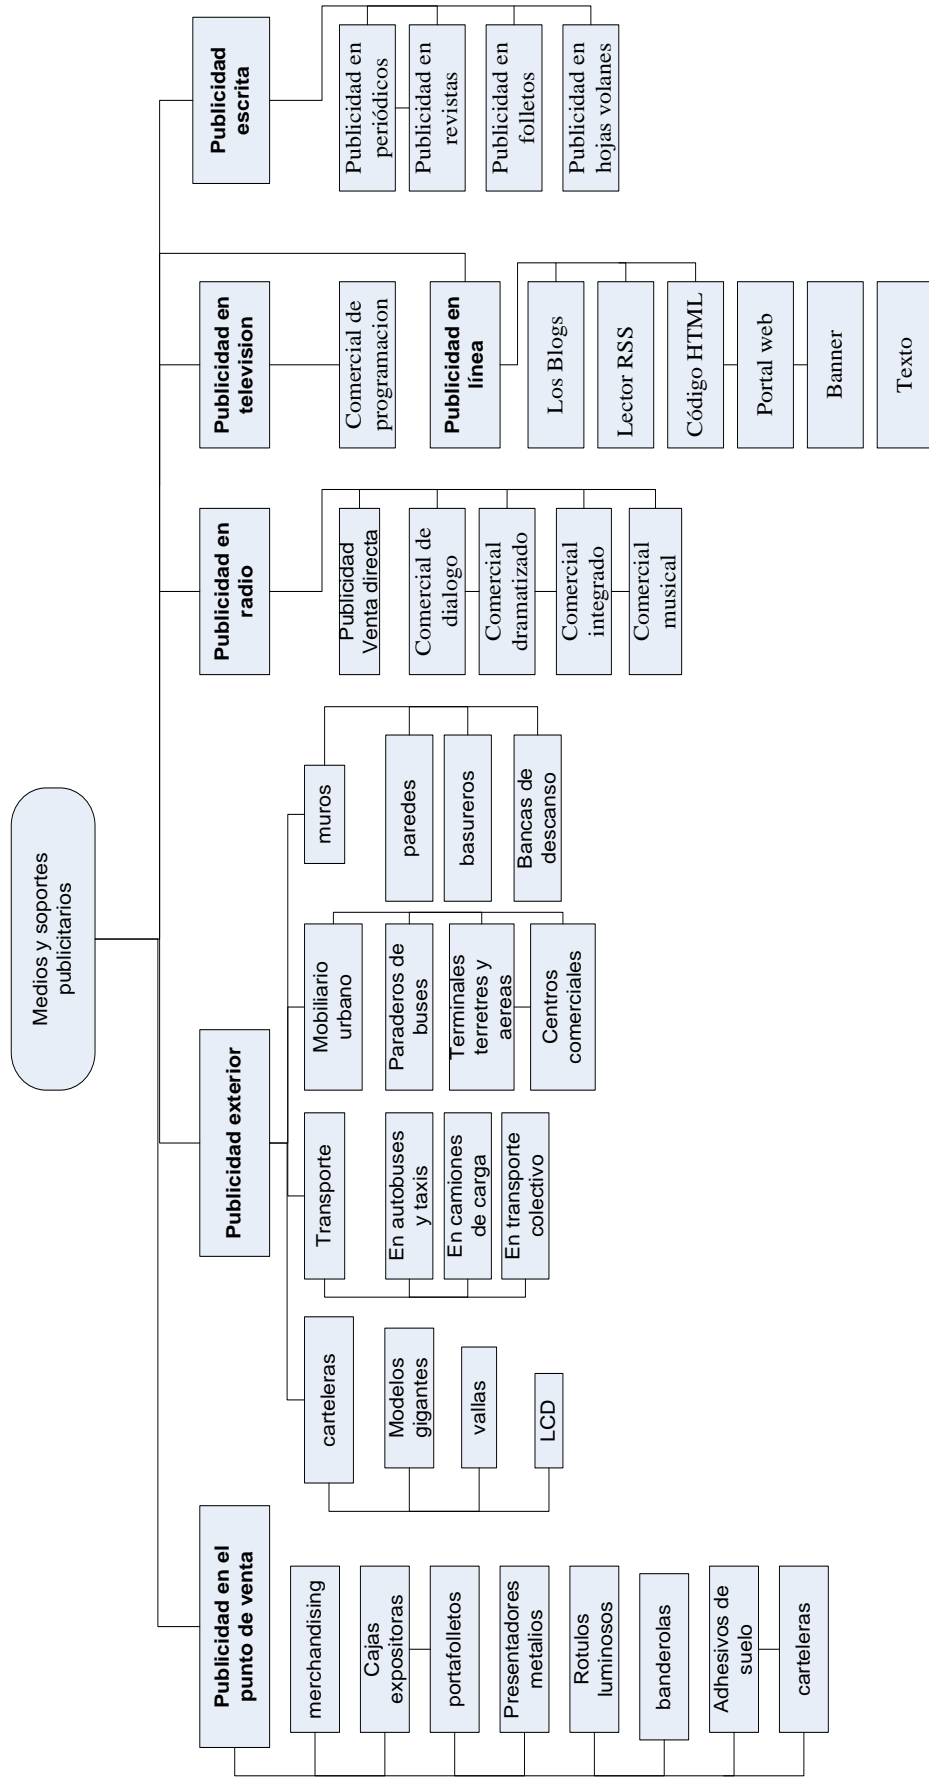 Medios y soportes
publicitarios
Publicidad en el
punto de venta
merchandising
Cajas
expositoras
portafolletos
Presentadores
metalios
Rotulos
luminosos
banderolas
Adhesivos de
suelo
carteleras
Publicidad exterior
carteleras
Modelos
gigantes
vallas
LCD
Transporte
En autobuses
y taxis
En camiones
de carga
En transporte
colectivo
Mobiliario
urbano
Paraderos de
buses
Terminales
terretres y
aereas
Centros
comerciales
muros
paredes
basureros
Bancas de
descanso
Publicidad en
radio
Publicidad
Venta directa
Comercial de
dialogo
Comercial
dramatizado
Comercial
integrado
Comercial
musical
Publicidad en
television
Comercial de
programacion
Publicidad en
línea
Los Blogs
Lector RSS
Código HTML
Portal web
Banner
Texto
Publicidad
escrita
Publicidad en
periódicos
Publicidad en
revistas
Publicidad en
folletos
Publicidad en
hojas volanes